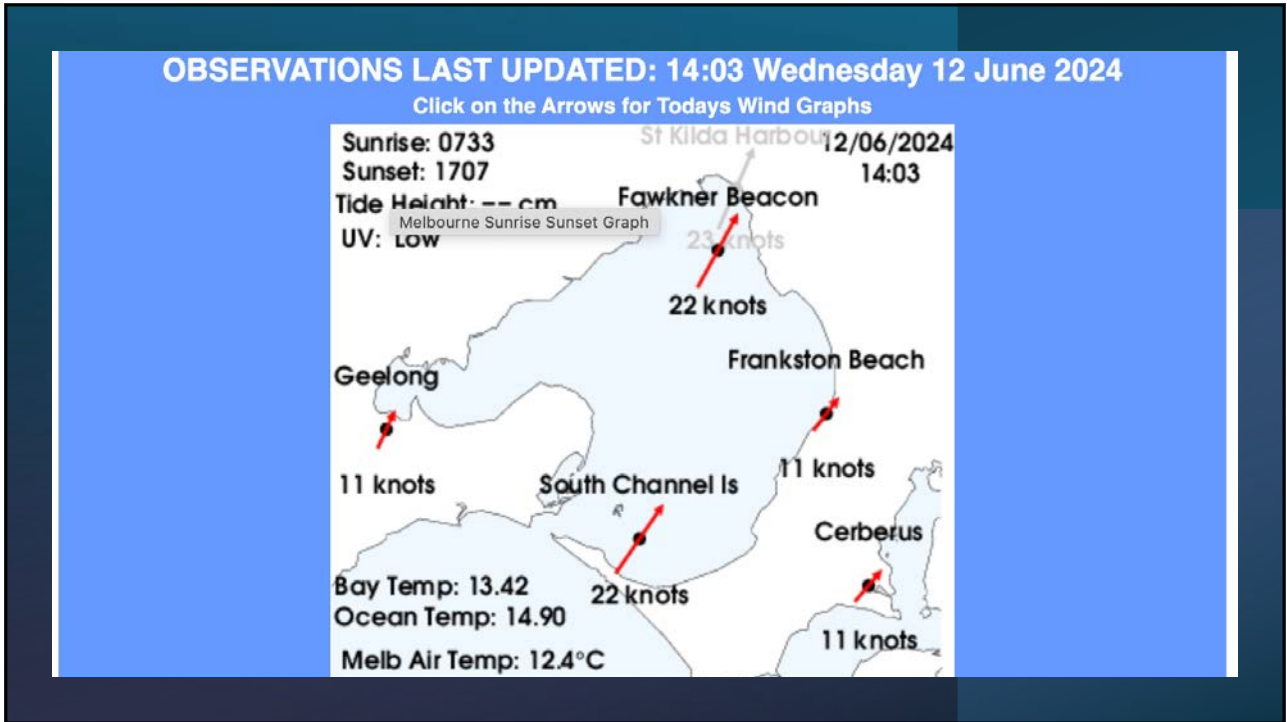 OBSERVATIONS LAST UPDATED: 14:03 Wednesday 12 June 2024
Click on the Arrows for Todays Wind Graphs
Sunrise: 0733
St Kilda Harbour
12/06/2024
Sunset: 1707
14:03
Tide Height: -- cm
Fawkner Beacon
Melbourne Sunrise Sunset Graph
UV: Low
23 knots
22 knots
Frankston Beach
Geelong
11 knots
11 knots
South Channel Is
Cerberus
Bay Temp: 13.42
22 knots
Ocean Temp: 14.90
11 knots
Melb Air Temp: 12.4°C